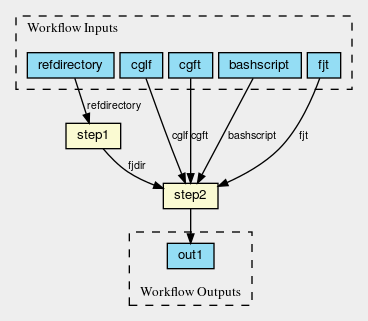 Workflow Inputs
refdirectory cglf cgft bashscript fjt
refdirectory
step1 cglf cgft bashscript fjt
fjdir
step2
out1
Workflow Outputs